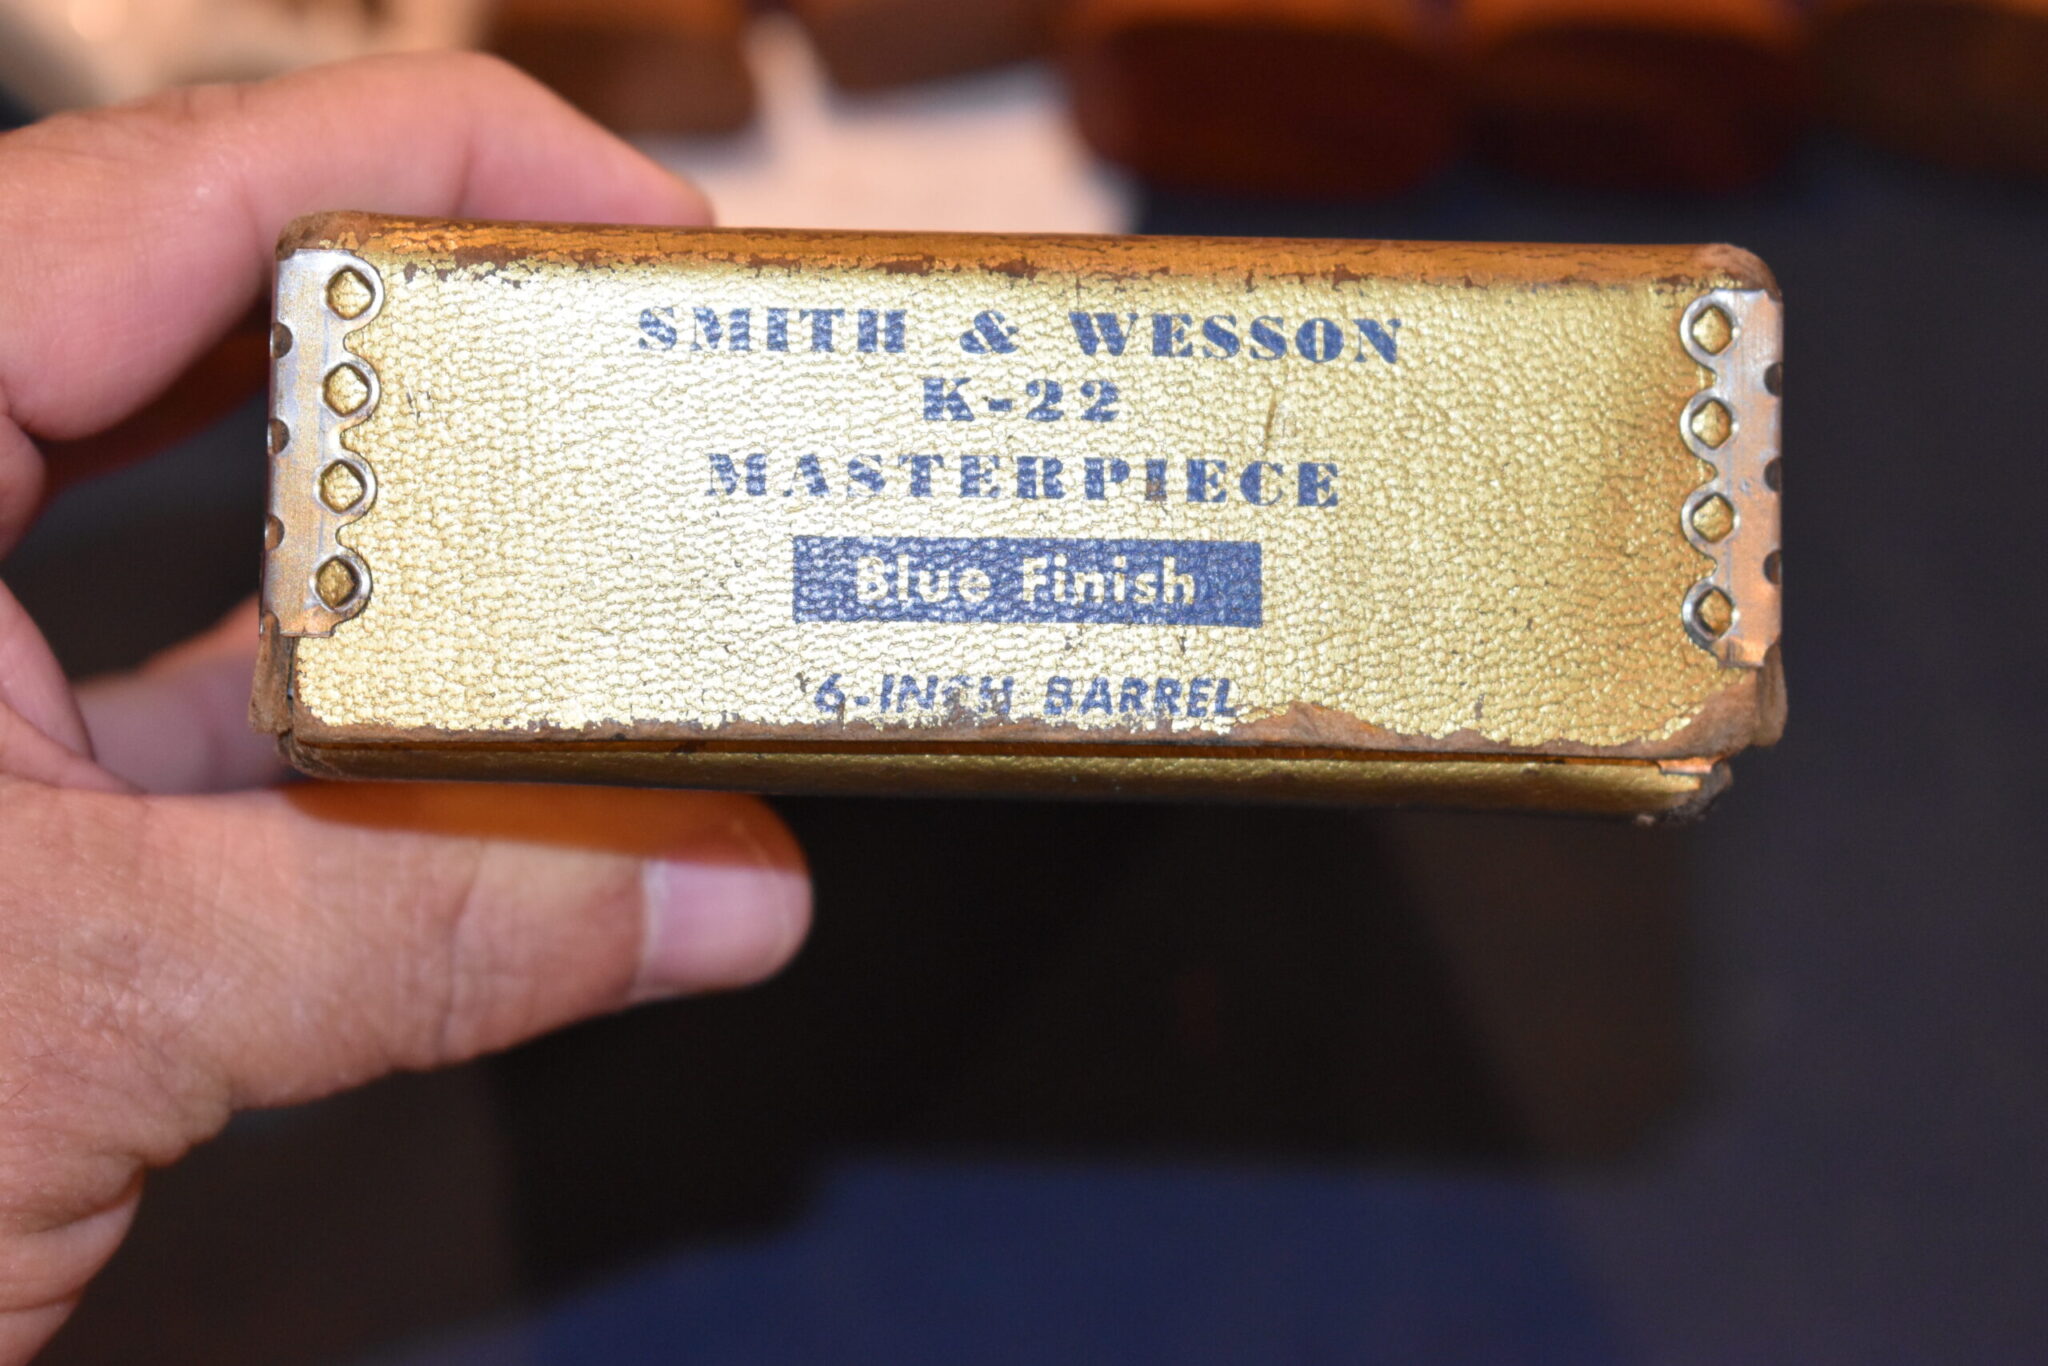 SMITH & WESSON
K-22
MASTERPIECE
Blue Finish
6-INCH BARREL